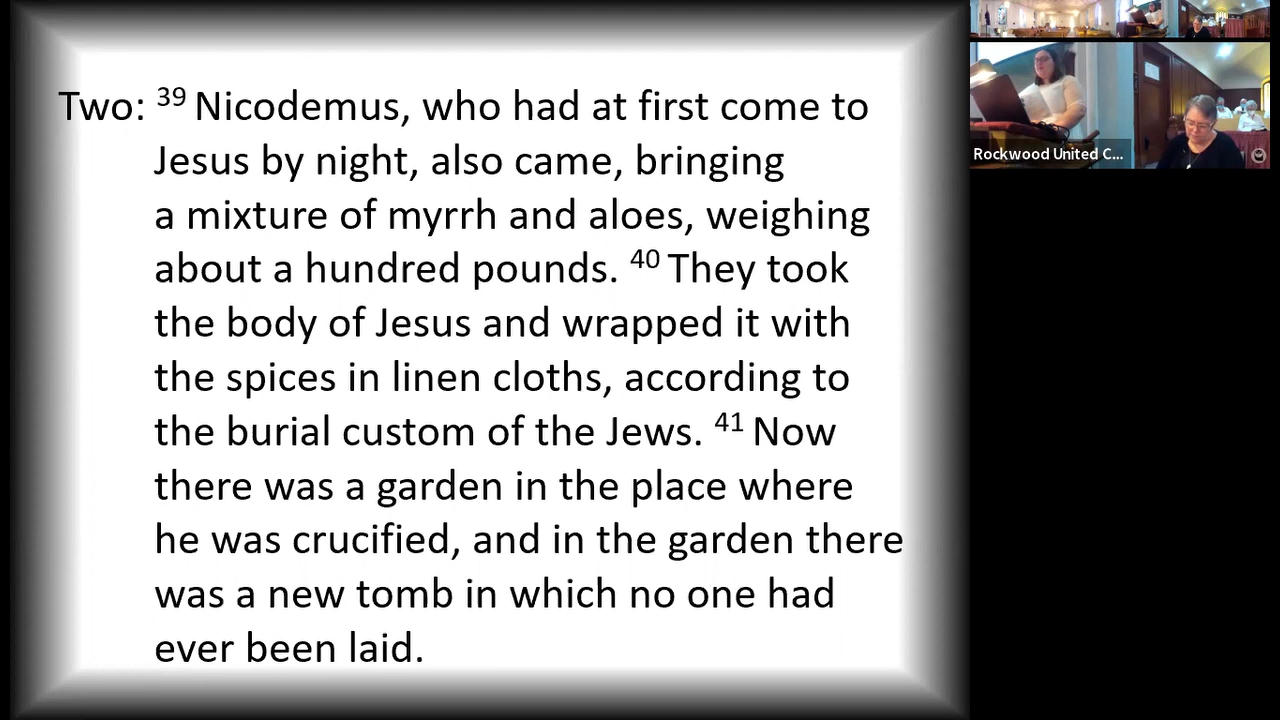 Two: 39 Nicodemus, who had at first come to
Jesus by night, also came, bringing
a mixture of myrrh and aloes, weighing
about a hundred pounds. 40 They took
the body of Jesus and wrapped it with
the spices in linen cloths, according to
the burial custom of the Jews. 41 Now
there was a garden in the place where
he was crucified, and in the garden there
was a new tomb in which no one had
ever been laid.
Rockwood United C...